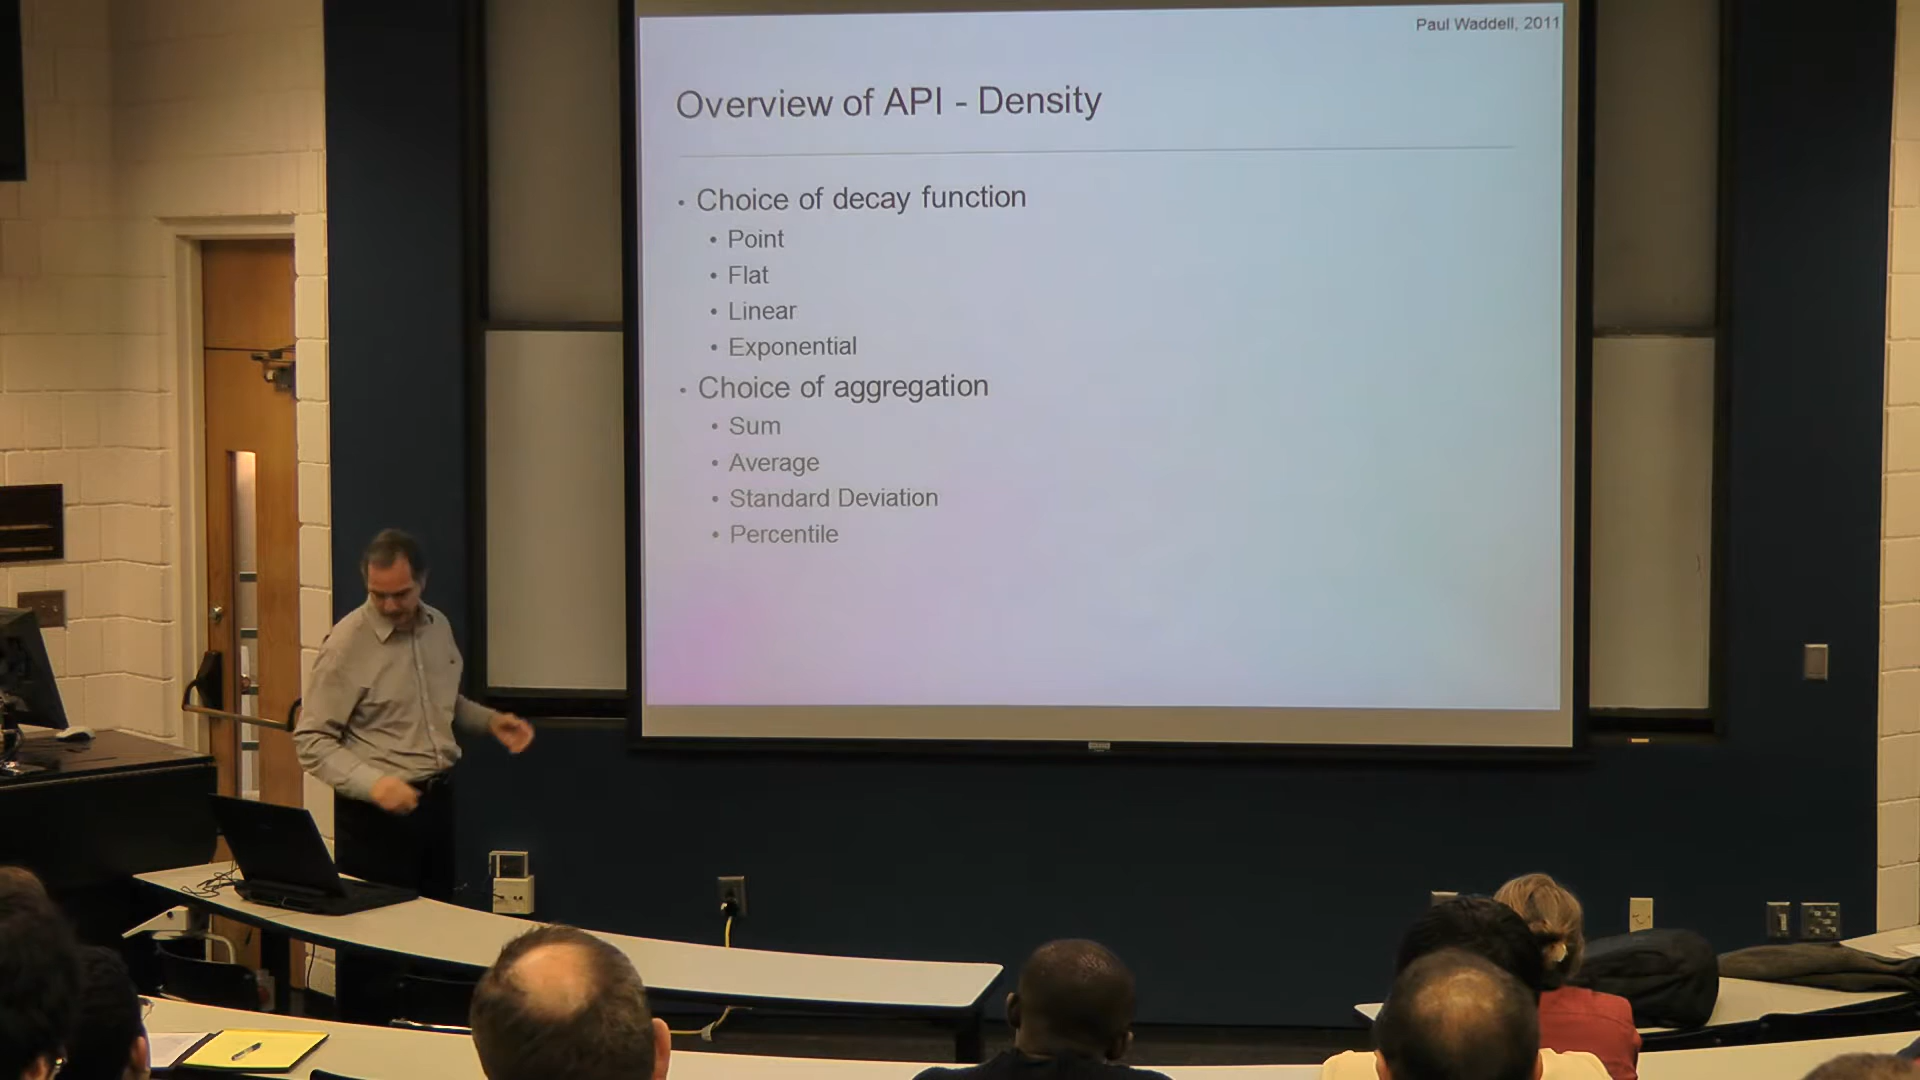 Paul Waddell, 2011
Overview of API - Density
• Choice of decay function
• Point
• Flat
• Linear
• Exponential
• Choice of aggregation
• Sum
• Average
• Standard Deviation
• Percentile